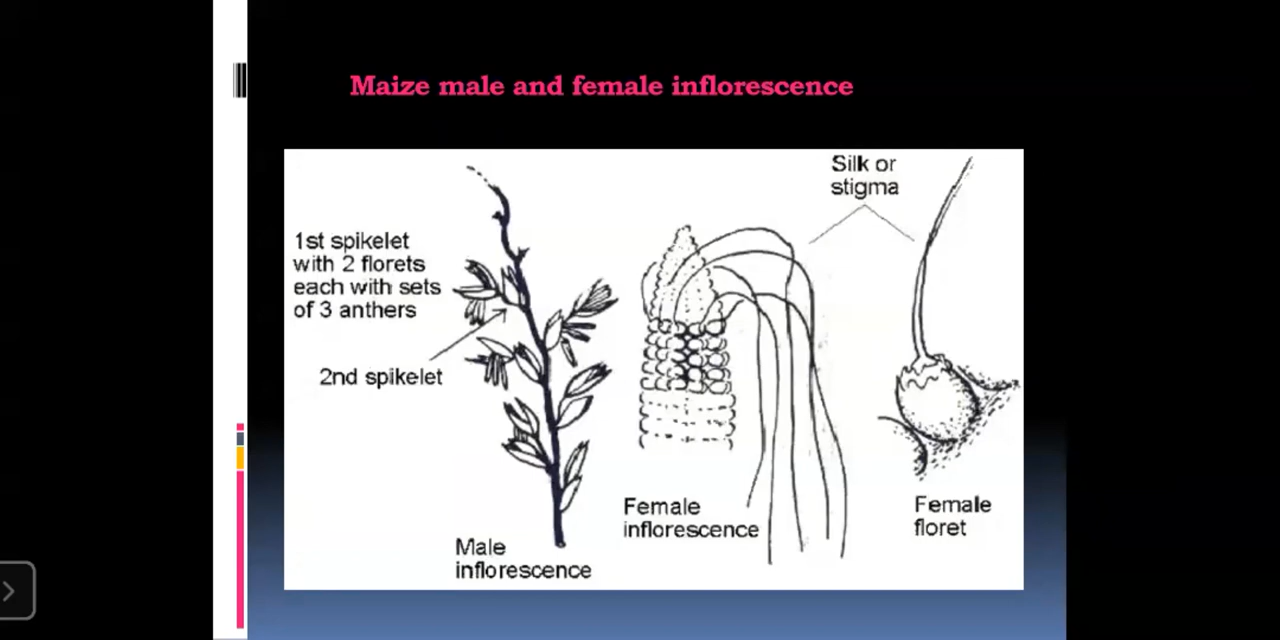 Maize male and female inflorescence
Silk or
stigma
1st spikelet
with 2 florets
each with sets
of 3 anthers
2nd spikelet
Female
inflorescence
Female
floret
Male
inflorescence